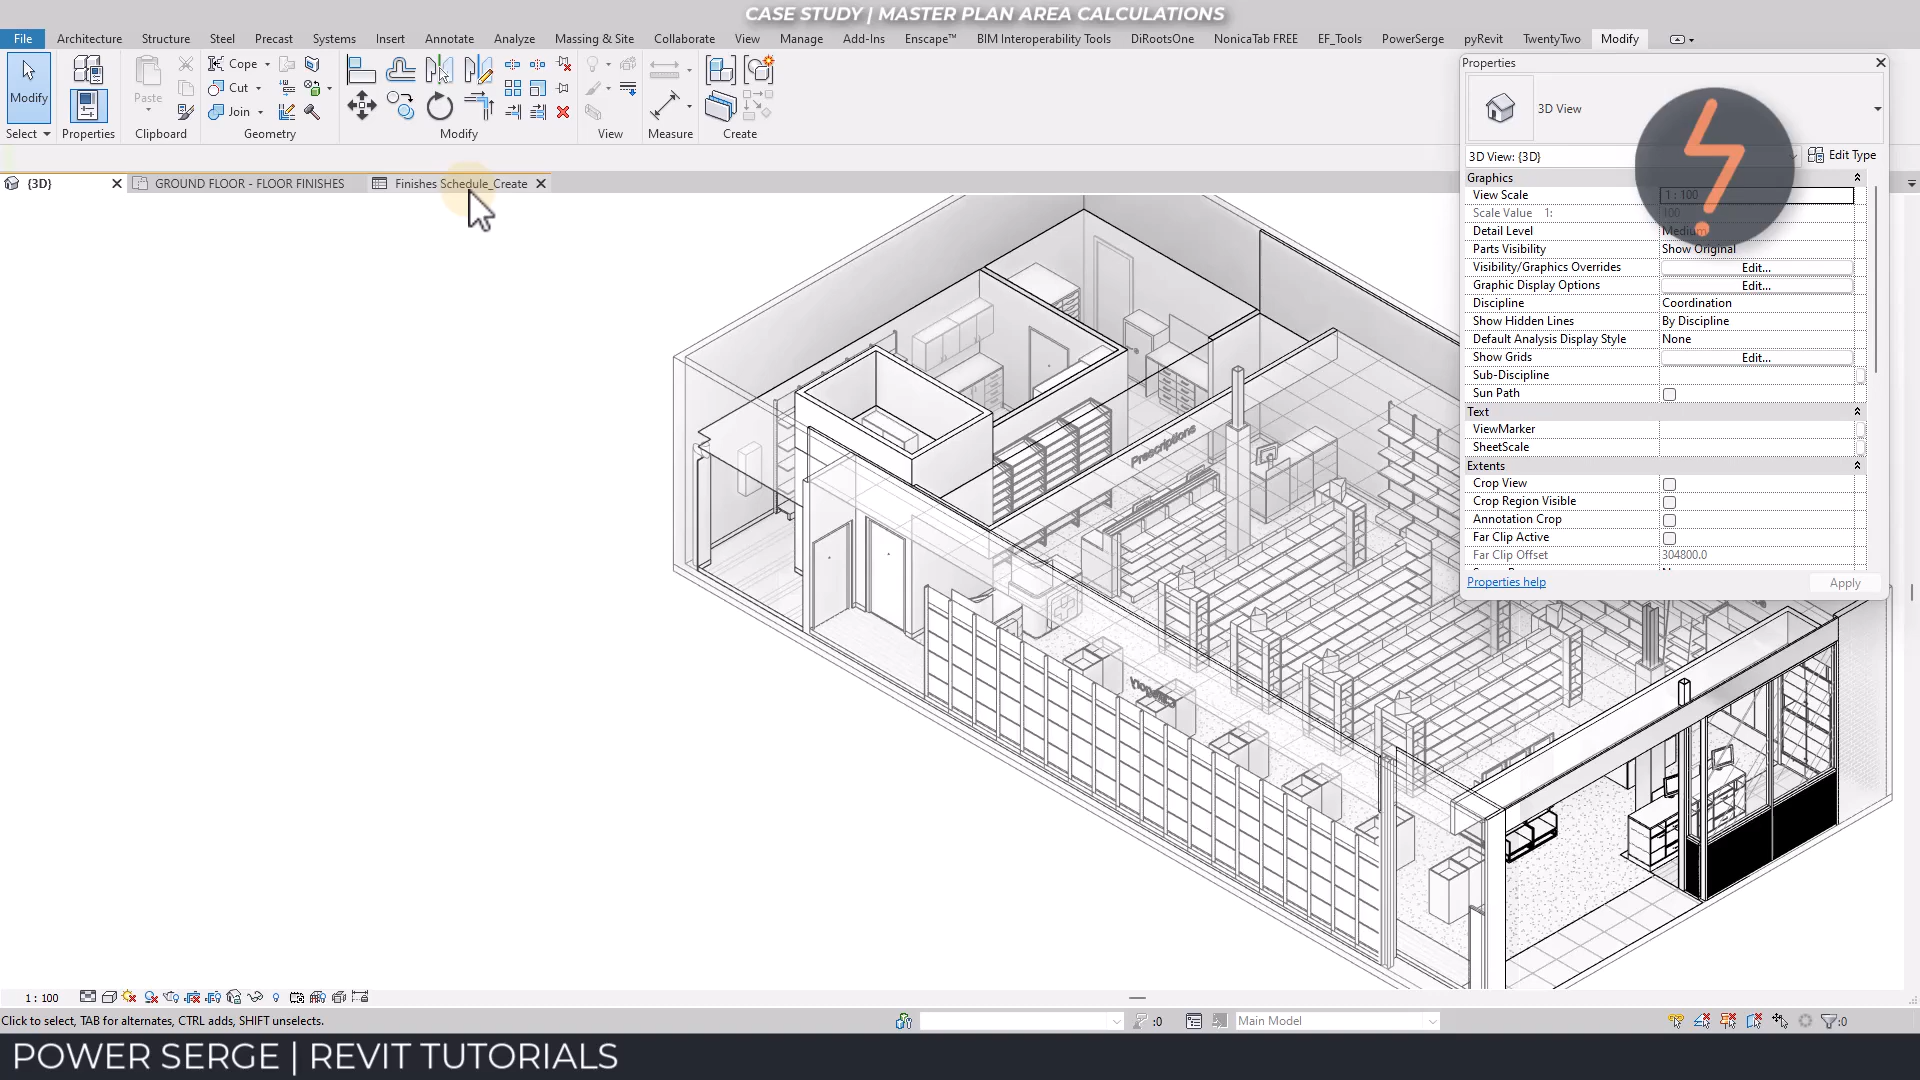 CASE STUDY | MASTER PLAN AREA CALCULATIONS
File Architecture Structure Steel Precast Systems Insert Annotate Analyze Massing & Site Collaborate View Manage Add-Ins Enscape™ BIM Interoperability Tools DiRootsOne NonicaTab FREE EF_Tools PowerSerge pyRevit TwentyTwo Modify
Modify
Paste
Cope
Cut
Join
Select Properties Clipboard Geometry Modify View Measure Create
{3D} GROUND FLOOR - FLOOR FINISHES Finishes Schedule_Create
Properties
3D View
3D View: {3D} Edit Type
Graphics
View Scale 1 : 100
Scale Value 1: 100
Detail Level Medium
Parts Visibility Show Original
Visibility/Graphics Overrides Edit...
Graphic Display Options Edit...
Discipline Coordination
Show Hidden Lines By Discipline
Default Analysis Display Style None
Show Grids Edit...
Sub-Discipline
Sun Path
Text
ViewMarker
SheetScale
Extents
Crop View
Crop Region Visible
Annotation Crop
Far Clip Active
Far Clip Offset 304800.0
Properties help Apply
Prescriptions
1 : 100
Click to select, TAB for alternates, CTRL adds, SHIFT unselects. :0 Main Model :0
POWER SERGE | REVIT TUTORIALS